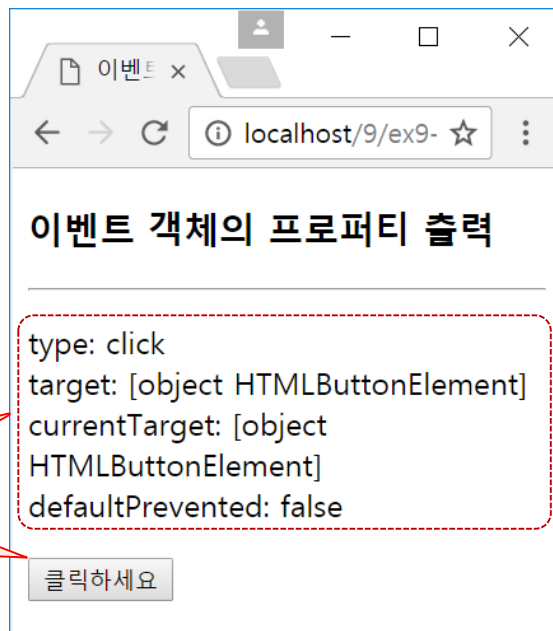 이벤트
localhost/9/ex9-
이벤트 객체의 프로퍼티 출력
type: click
target: [object HTMLButtonElement]
currentTarget: [object
HTMLButtonElement]
defaultPrevented: false
클릭하세요